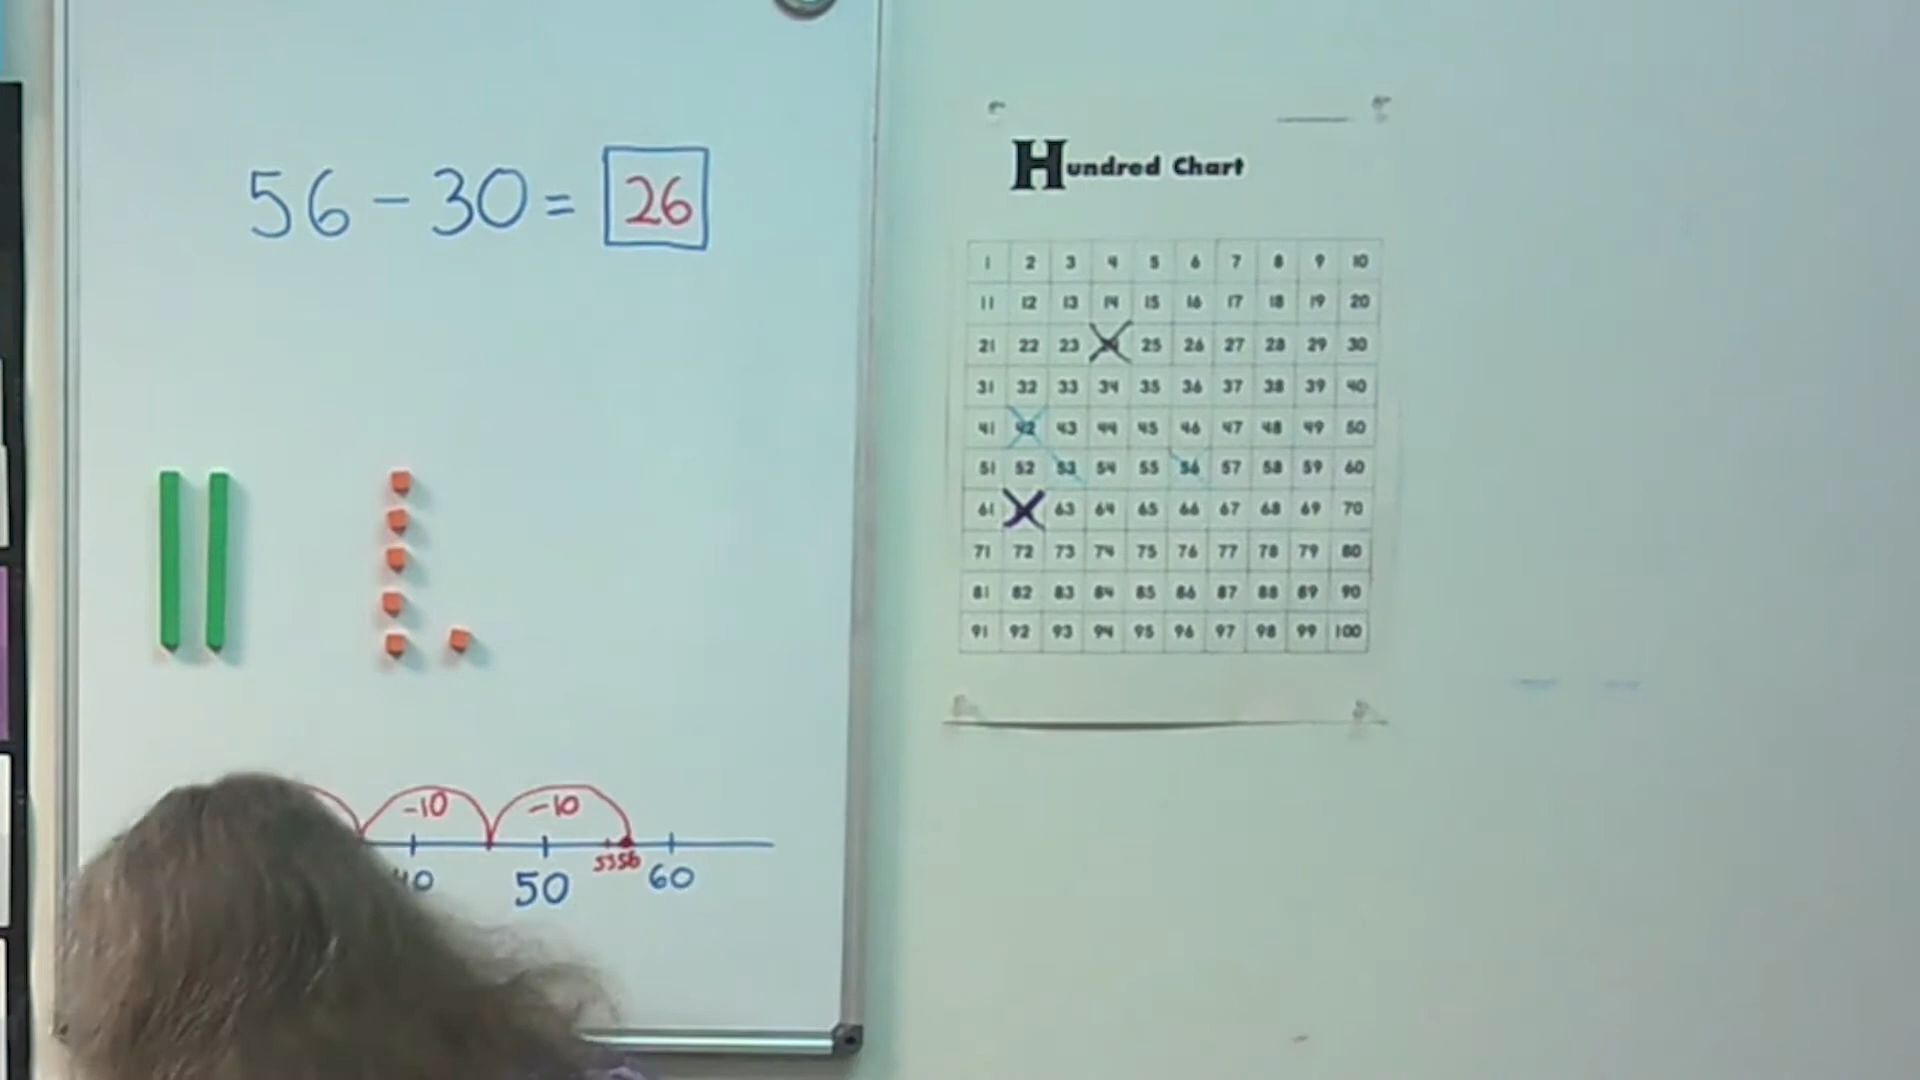 56 - 30 = 26
-10 -10
55 56
50 60
Hundred Chart
1 2 3 4 5 6 7 8 9 10
11 12 13 14 15 16 17 18 19 20
21 22 23 24 25 26 27 28 29 30
31 32 33 34 35 36 37 38 39 40
41 42 43 44 45 46 47 48 49 50
51 52 53 54 55 56 57 58 59 60
61 63 64 65 66 67 68 69 70
71 72 73 74 75 76 77 78 79 80
81 82 83 84 85 86 87 88 89 90
91 92 93 94 95 96 97 98 99 100